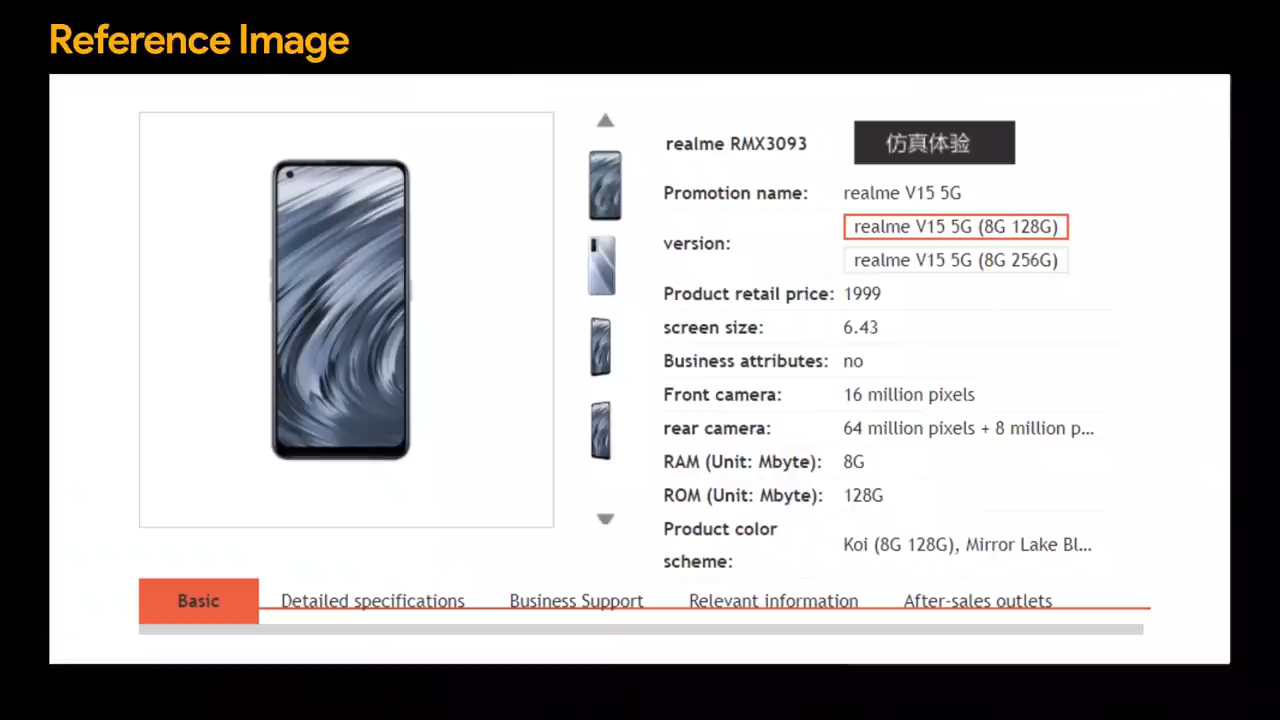 Reference Image
realme RMX3093
仿真体验
Promotion name: realme V15 5G
version:
realme V15 5G (8G 128G)
realme V15 5G (8G 256G)
Product retail price: 1999
screen size: 6.43
Business attributes: no
Front camera: 16 million pixels
rear camera: 64 million pixels + 8 million p...
RAM (Unit: Mbyte): 8G
ROM (Unit: Mbyte): 128G
Product color
scheme:
Koi (8G 128G), Mirror Lake Bl...
Basic Detailed specifications Business Support Relevant information After-sales outlets